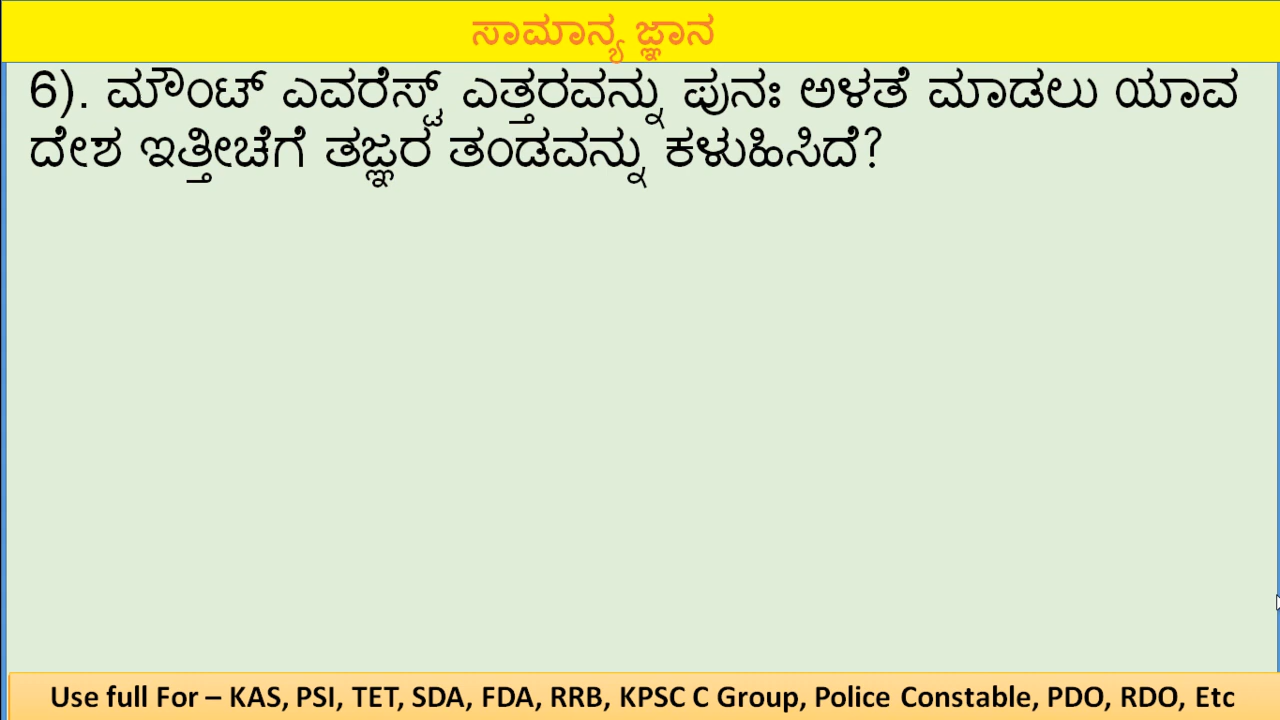 ಸಾಮಾನ್ಯ ಜ್ಞಾನ
6). ಮೌಂಟ್ ಎವರೆಸ್ಟ್ ಎತ್ತರವನ್ನು ಪುನಃ ಅಳತೆ ಮಾಡಲು ಯಾವ
ದೇಶ ಇತ್ತೀಚೆಗೆ ತಜ್ಞರ ತಂಡವನ್ನು ಕಳುಹಿಸಿದೆ?
Use full For – KAS, PSI, TET, SDA, FDA, RRB, KPSC C Group, Police Constable, PDO, RDO, Etc